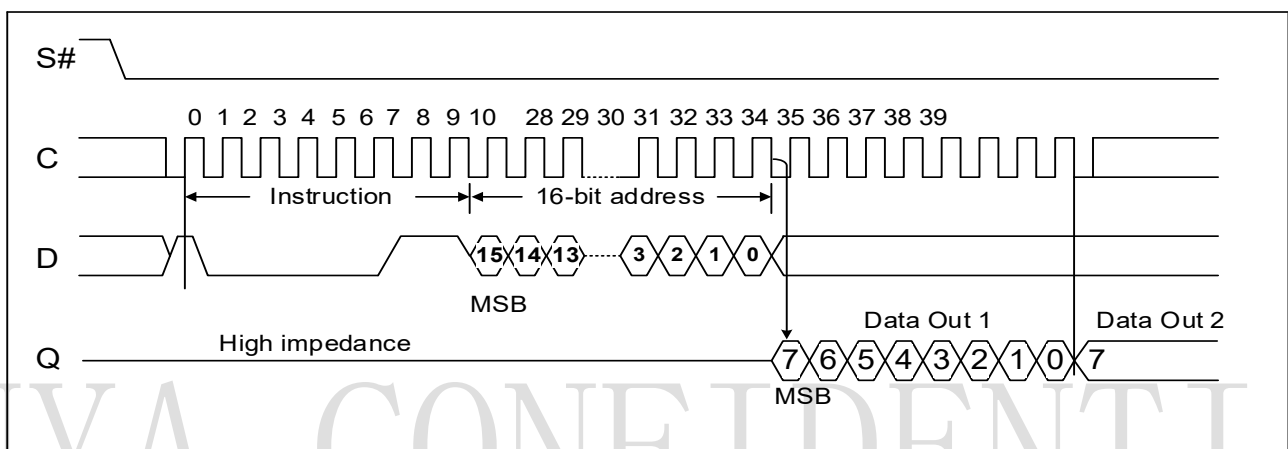 S#
0 1 2 3 4 5 6 7 8 9 10 28 29 30 31 32 33 34 35 36 37 38 39
C
Instruction 16-bit address
D 15 14 13 3 2 1 0
MSB
Data Out 1 Data Out 2
High impedance
Q 7 6 5 4 3 2 1 0 7
MSB
YA CONFIDENTI